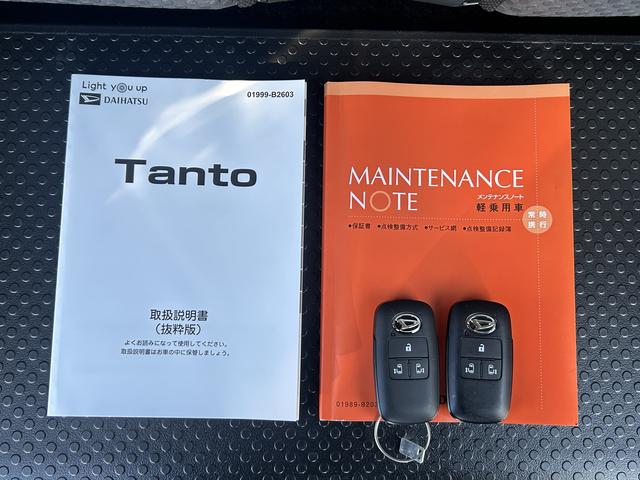 Light you up
DAIHATSU
01999-B2603
Tanto
取扱説明書
(抜粋版)
よくお読みになって使用してください。
取扱説明書はお車の中に保管しましょう。
MAINTENANCE
NOTE
メンテナンスノート
軽乗用車
常時
携行
●保証書 ●点検整備方式 ●サービス網 ●点検整備記録簿
01989-B203